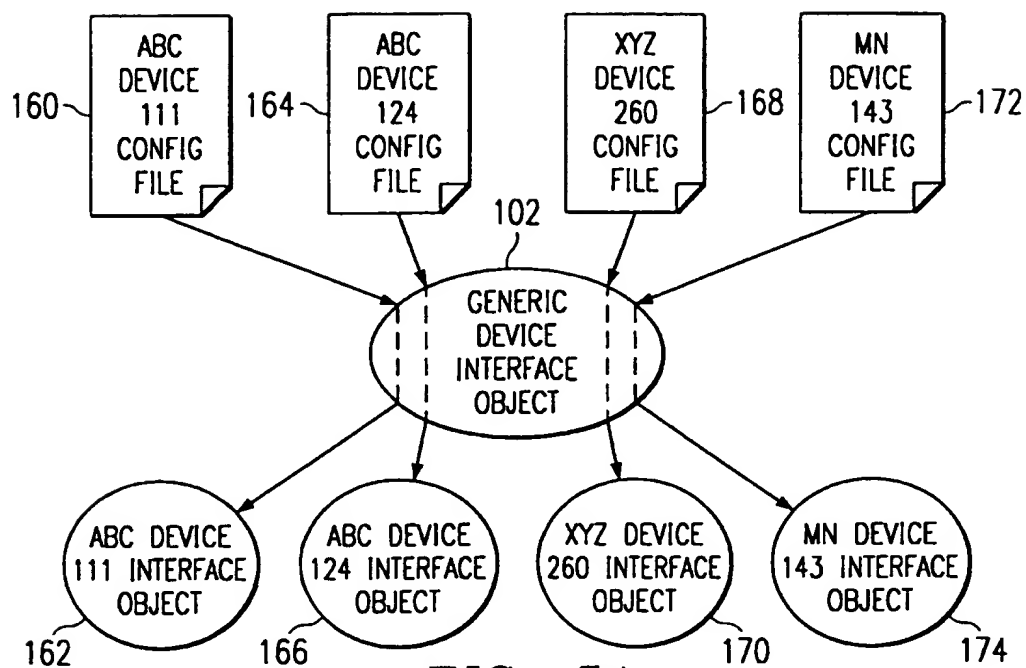 ABC
DEVICE
111
CONFIG
FILE
160
ABC
DEVICE
124
CONFIG
FILE
164
XYZ
DEVICE
260
CONFIG
FILE
168
MN
DEVICE
143
CONFIG
FILE
172
102
GENERIC
DEVICE
INTERFACE
OBJECT
ABC DEVICE
111 INTERFACE
OBJECT
162
ABC DEVICE
124 INTERFACE
OBJECT
166
XYZ DEVICE
260 INTERFACE
OBJECT
170
MN DEVICE
143 INTERFACE
OBJECT
174